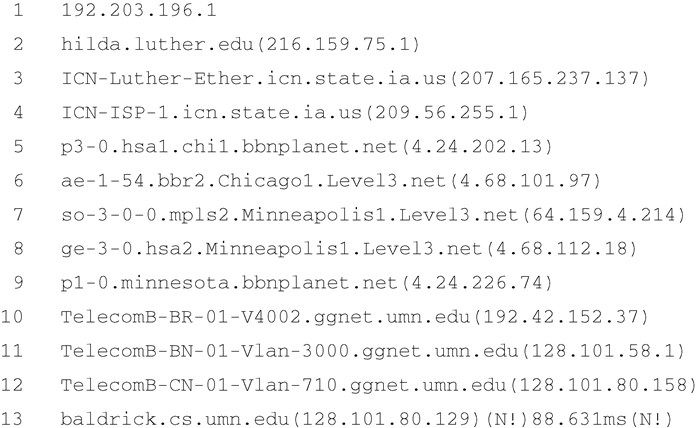 1 192.203.196.1
2 hilda.luther.edu(216.159.75.1)
3 ICN-Luther-Ether.icn.state.ia.us(207.165.237.137)
4 ICN-ISP-1.icn.state.ia.us(209.56.255.1)
5 p3-0.hsa1.chi1.bbnplanet.net(4.24.202.13)
6 ae-1-54.bbr2.Chicago1.Level3.net(4.68.101.97)
7 so-3-0-0.mpls2.Minneapolis1.Level3.net(64.159.4.214)
8 ge-3-0.hsa2.Minneapolis1.Level3.net(4.68.112.18)
9 p1-0.minnesota.bbnplanet.net(4.24.226.74)
10 TelecomB-BR-01-V4002.ggnet.umn.edu(192.42.152.37)
11 TelecomB-BN-01-Vlan-3000.ggnet.umn.edu(128.101.58.1)
12 TelecomB-CN-01-Vlan-710.ggnet.umn.edu(128.101.80.158)
13 baldrick.cs.umn.edu(128.101.80.129)(N!)88.631ms(N!)